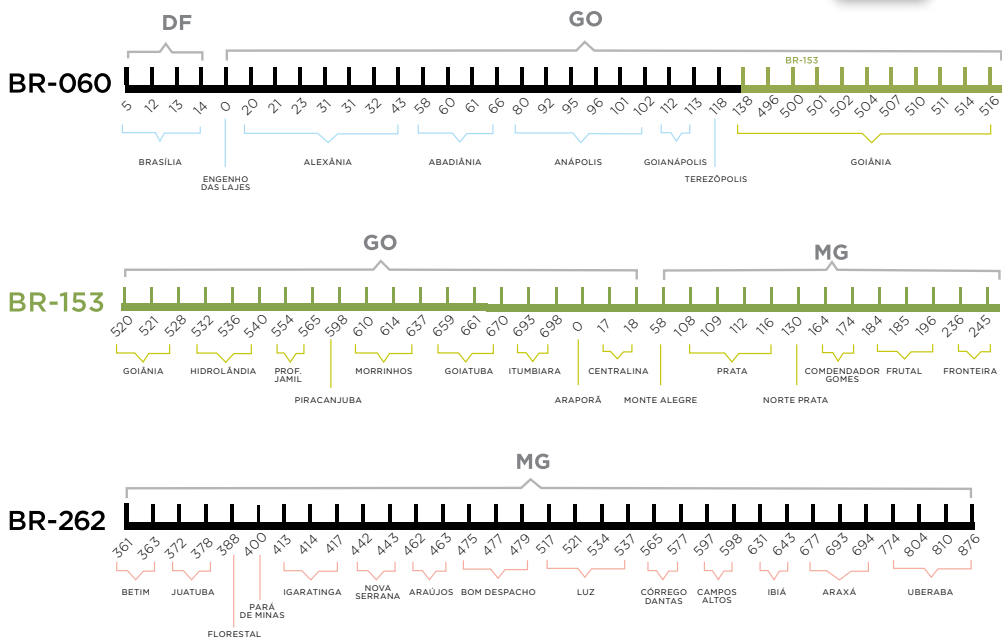 DF
GO
BR-153
BR-060
5 12 13 14 0 20 21 23 31 31 32 43 58 60 61 66 80 92 95 96 101 102 112 113 118 138 496 500 501 502 504 507 510 511 514 516
BRASÍLIA ALEXÂNIA ABADIÂNIA ANÁPOLIS GOIANÁPOLIS GOIÂNIA
ENGENHO
DAS LAJES
TEREZÔPOLIS
GO
MG
BR-153
520 521 528 532 536 540 554 565 598 610 614 637 659 661 670 693 698 0 17 18 58 108 109 112 116 130 164 174 184 185 196 236 245
GOIÂNIA HIDROLÂNDIA PROF. MORRINHOS GOIATUBA ITUMBIARA CENTRALINA PRATA COMDENDADOR FRUTAL FRONTEIRA
JAMIL GOMES
PIRACANJUBA ARAPORÃ MONTE ALEGRE NORTE PRATA
MG
BR-262
361 363 372 378 388 400 413 414 417 442 443 462 463 475 477 479 517 521 534 537 565 577 597 598 631 643 677 693 694 774 804 810 876
BETIM JUATUBA IGARATINGA NOVA ARAÚJOS BOM DESPACHO LUZ CÓRREGO CAMPOS IBIÁ ARAXÁ UBERABA
SERRANA DANTAS ALTOS
PARÁ
DE MINAS
FLORESTAL